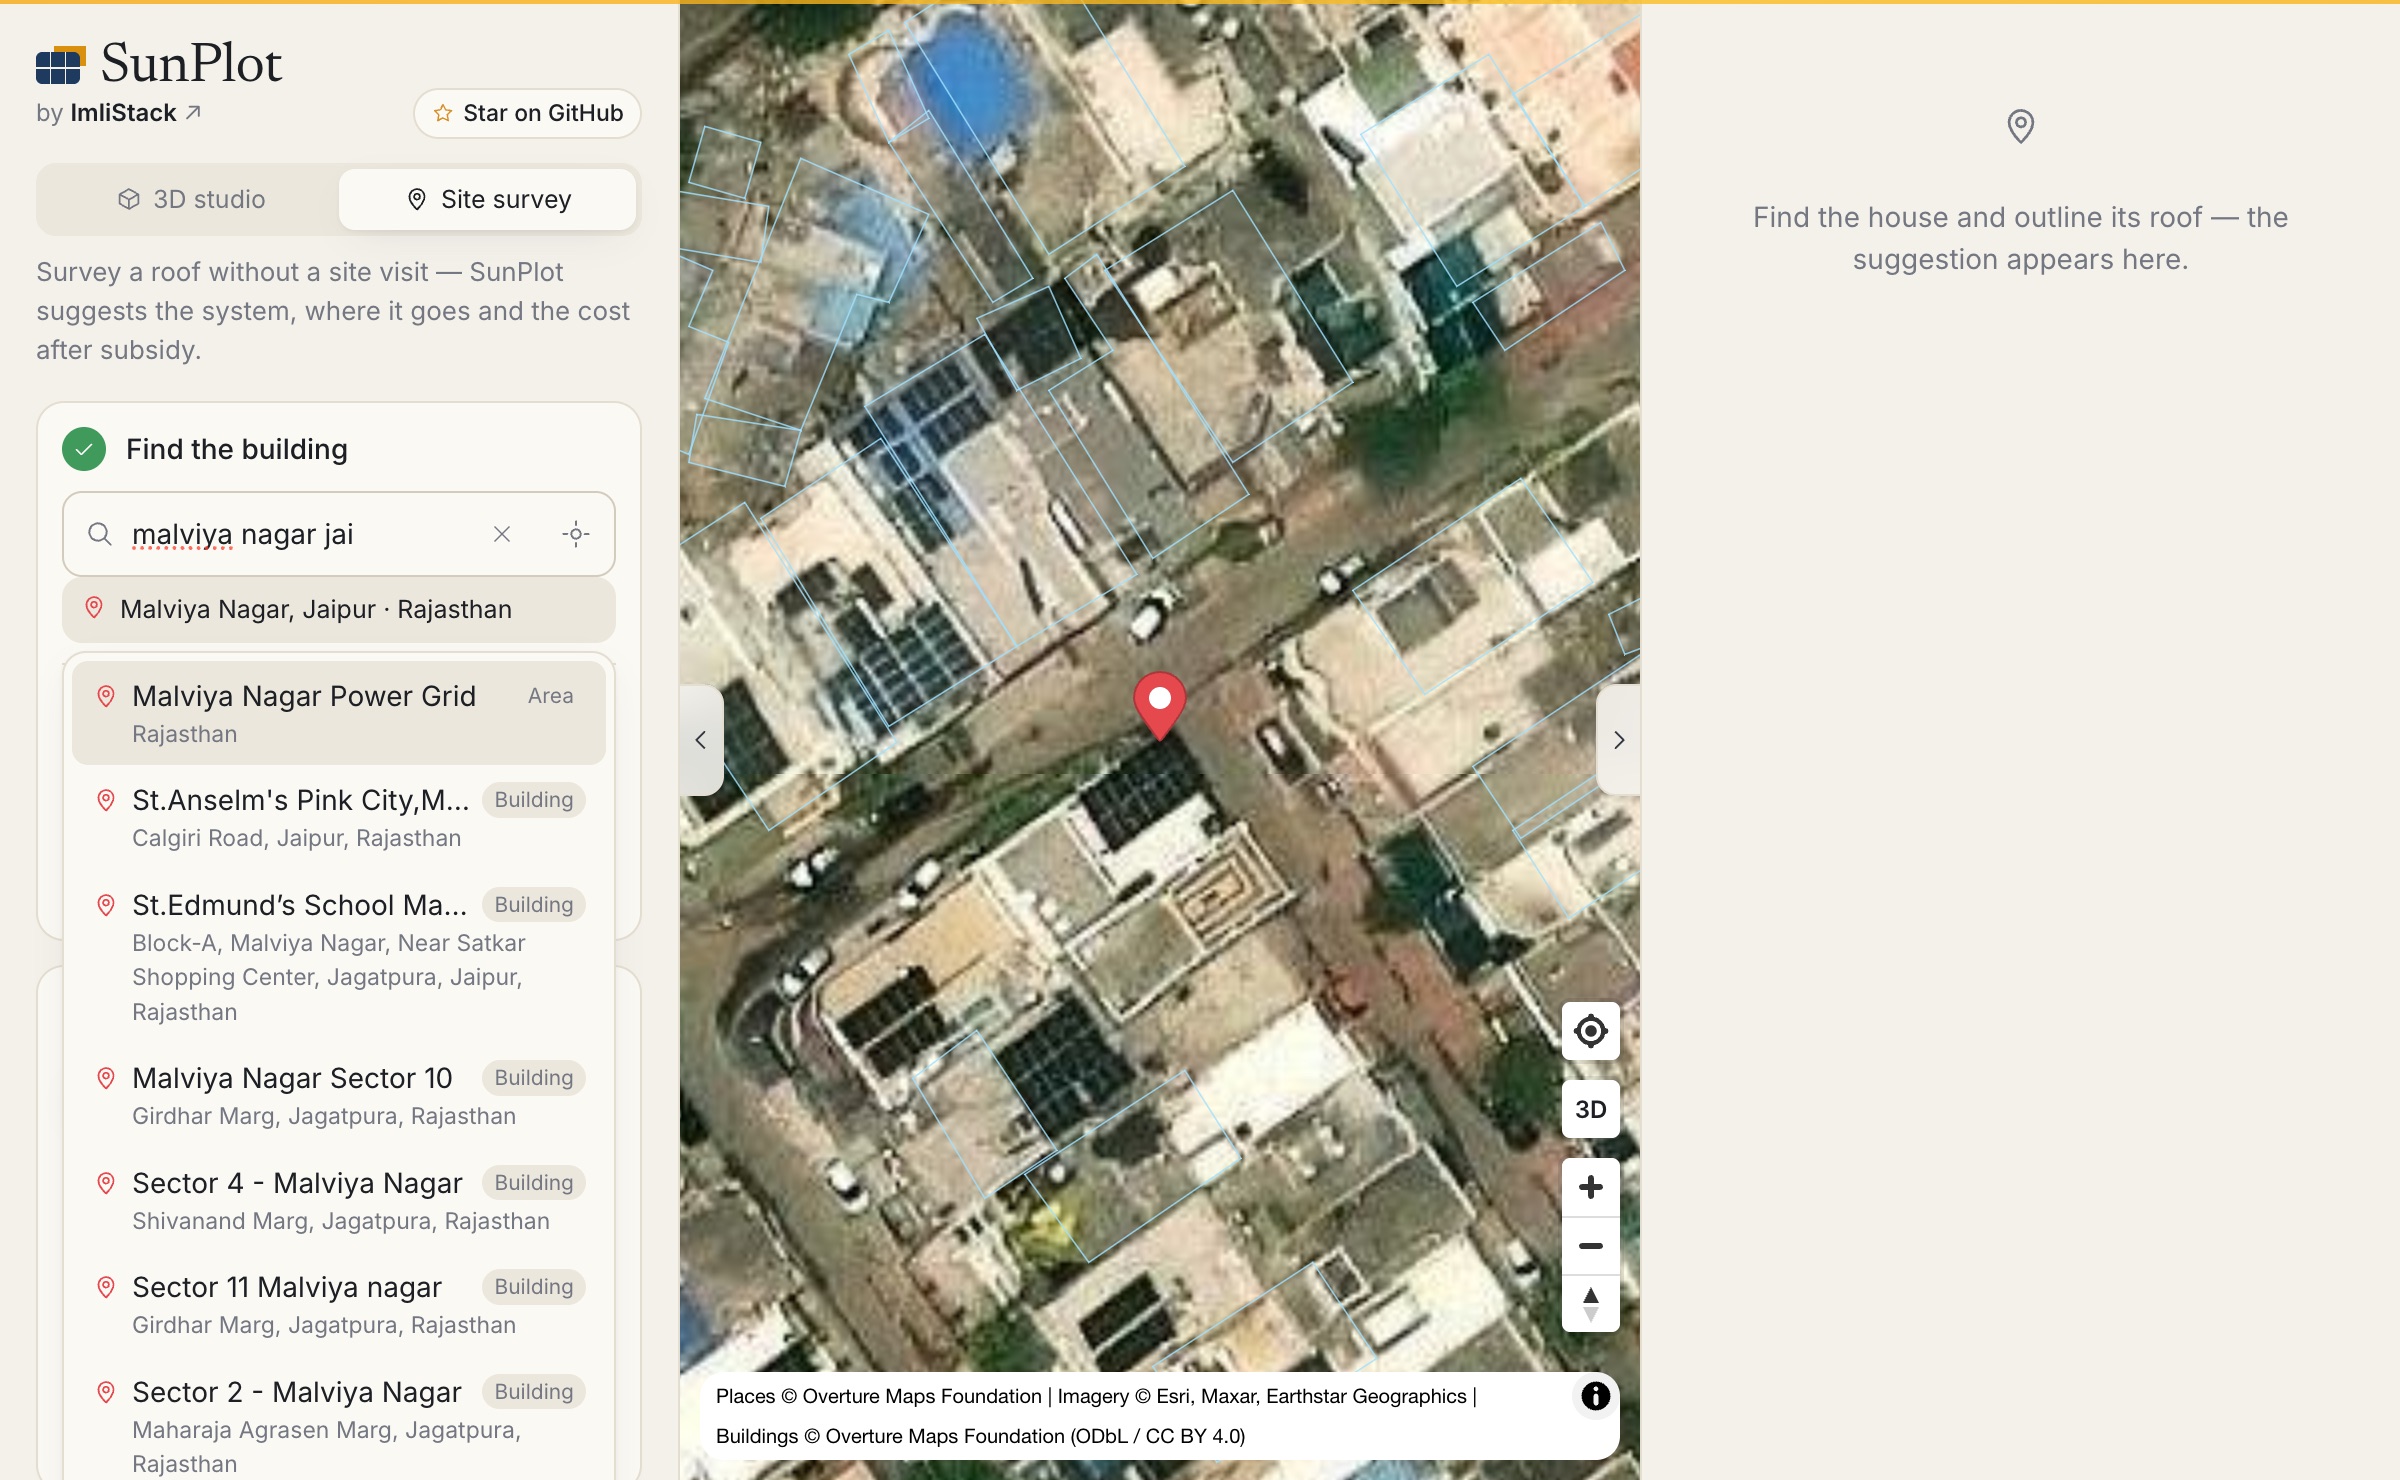 SunPlot
by ImliStack
Star on GitHub
3D studio
Site survey
Survey a roof without a site visit — SunPlot
suggests the system, where it goes and the cost
after subsidy.
Find the building
malviya nagar jai
Malviya Nagar, Jaipur · Rajasthan
Malviya Nagar Power Grid
Area
Rajasthan
St.Anselm's Pink City,M...
Building
Calgiri Road, Jaipur, Rajasthan
St.Edmund’s School Ma...
Building
Block-A, Malviya Nagar, Near Satkar
Shopping Center, Jagatpura, Jaipur,
Rajasthan
Malviya Nagar Sector 10
Building
Girdhar Marg, Jagatpura, Rajasthan
Sector 4 - Malviya Nagar
Building
Shivanand Marg, Jagatpura, Rajasthan
Sector 11 Malviya nagar
Building
Girdhar Marg, Jagatpura, Rajasthan
Sector 2 - Malviya Nagar
Building
Maharaja Agrasen Marg, Jagatpura,
Rajasthan
3D
Places © Overture Maps Foundation | Imagery © Esri, Maxar, Earthstar Geographics |
Buildings © Overture Maps Foundation (ODbL / CC BY 4.0)
Find the house and outline its roof — the
suggestion appears here.